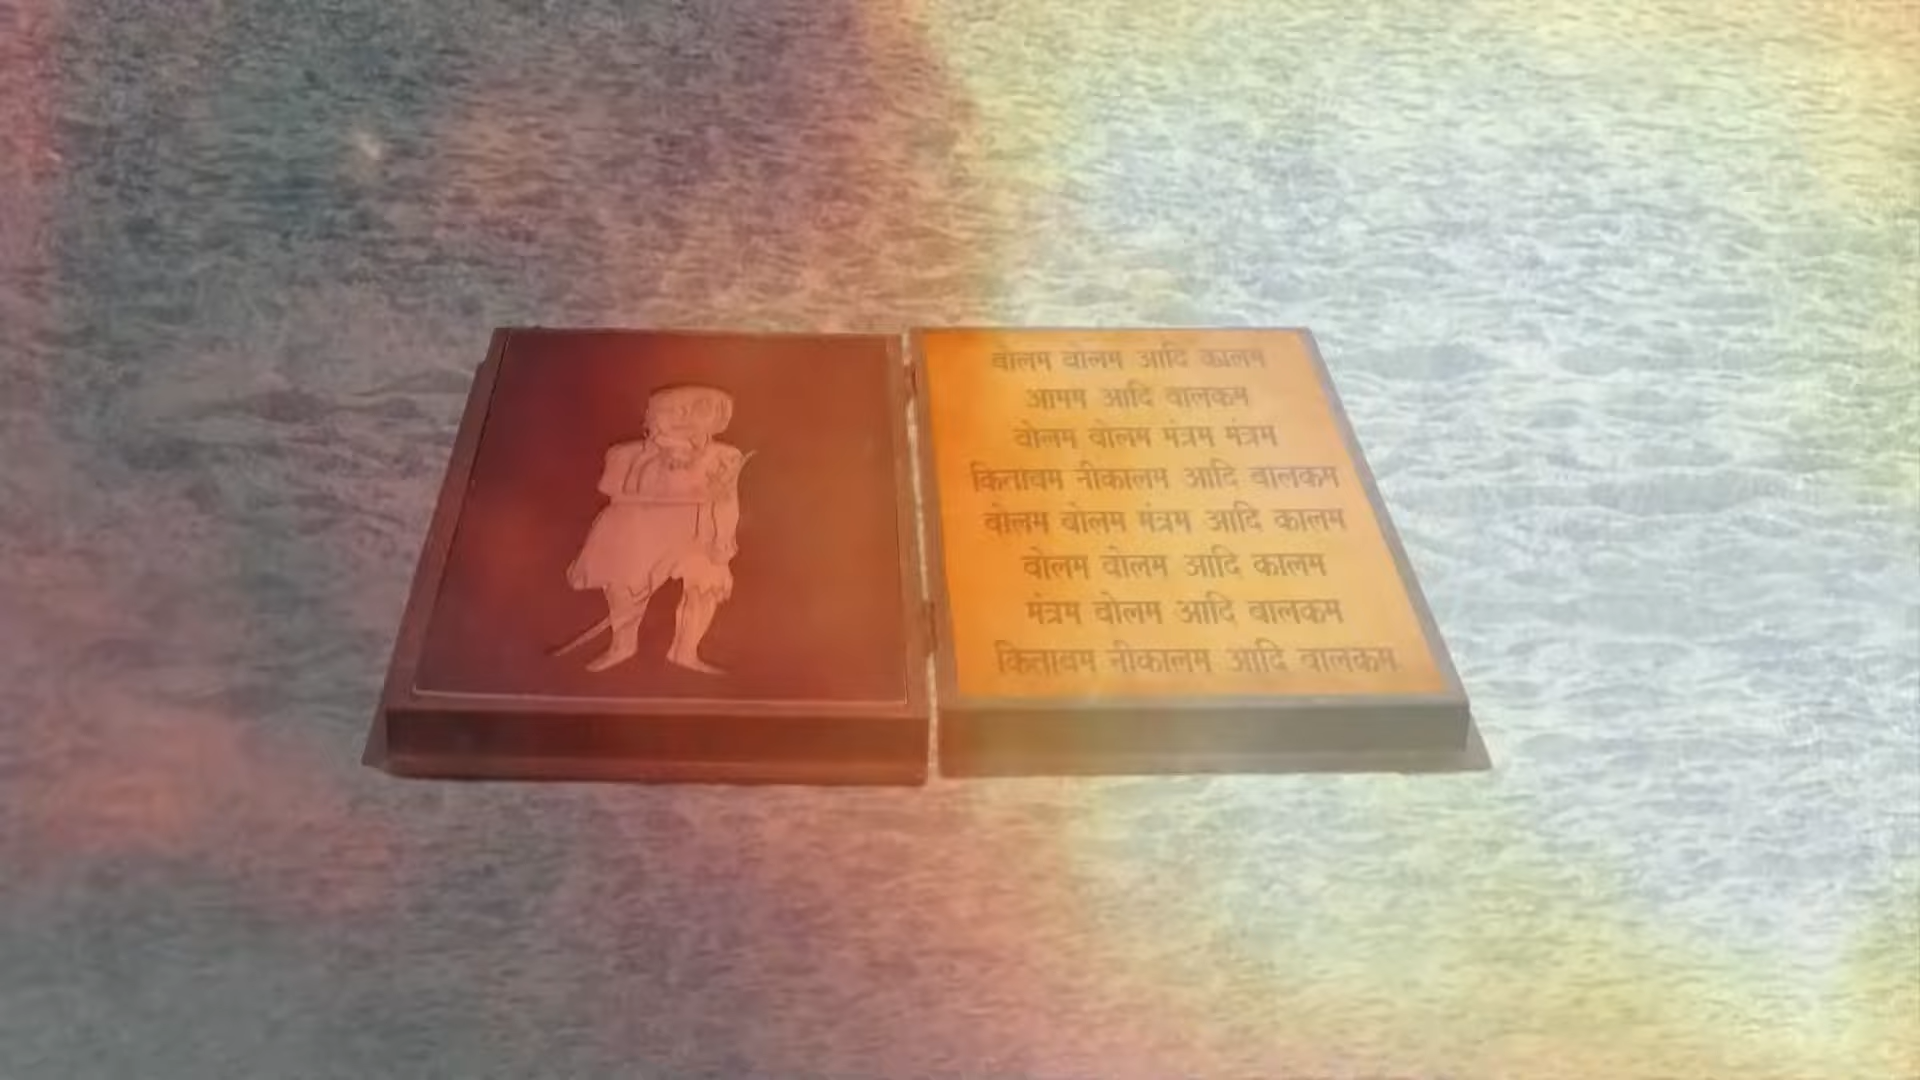 वोलम वोलम आदि कालम
आमम आदि वालकम
वोलम वोलम मंत्रम मंत्रम
कितावम नीकालम आदि वालकम
वोलम वोलम मंत्रम आदि कालम
वोलम वोलम आदि कालम
मंत्रम वोलम आदि वालकम
कितावम नीकालम आदि वालकम